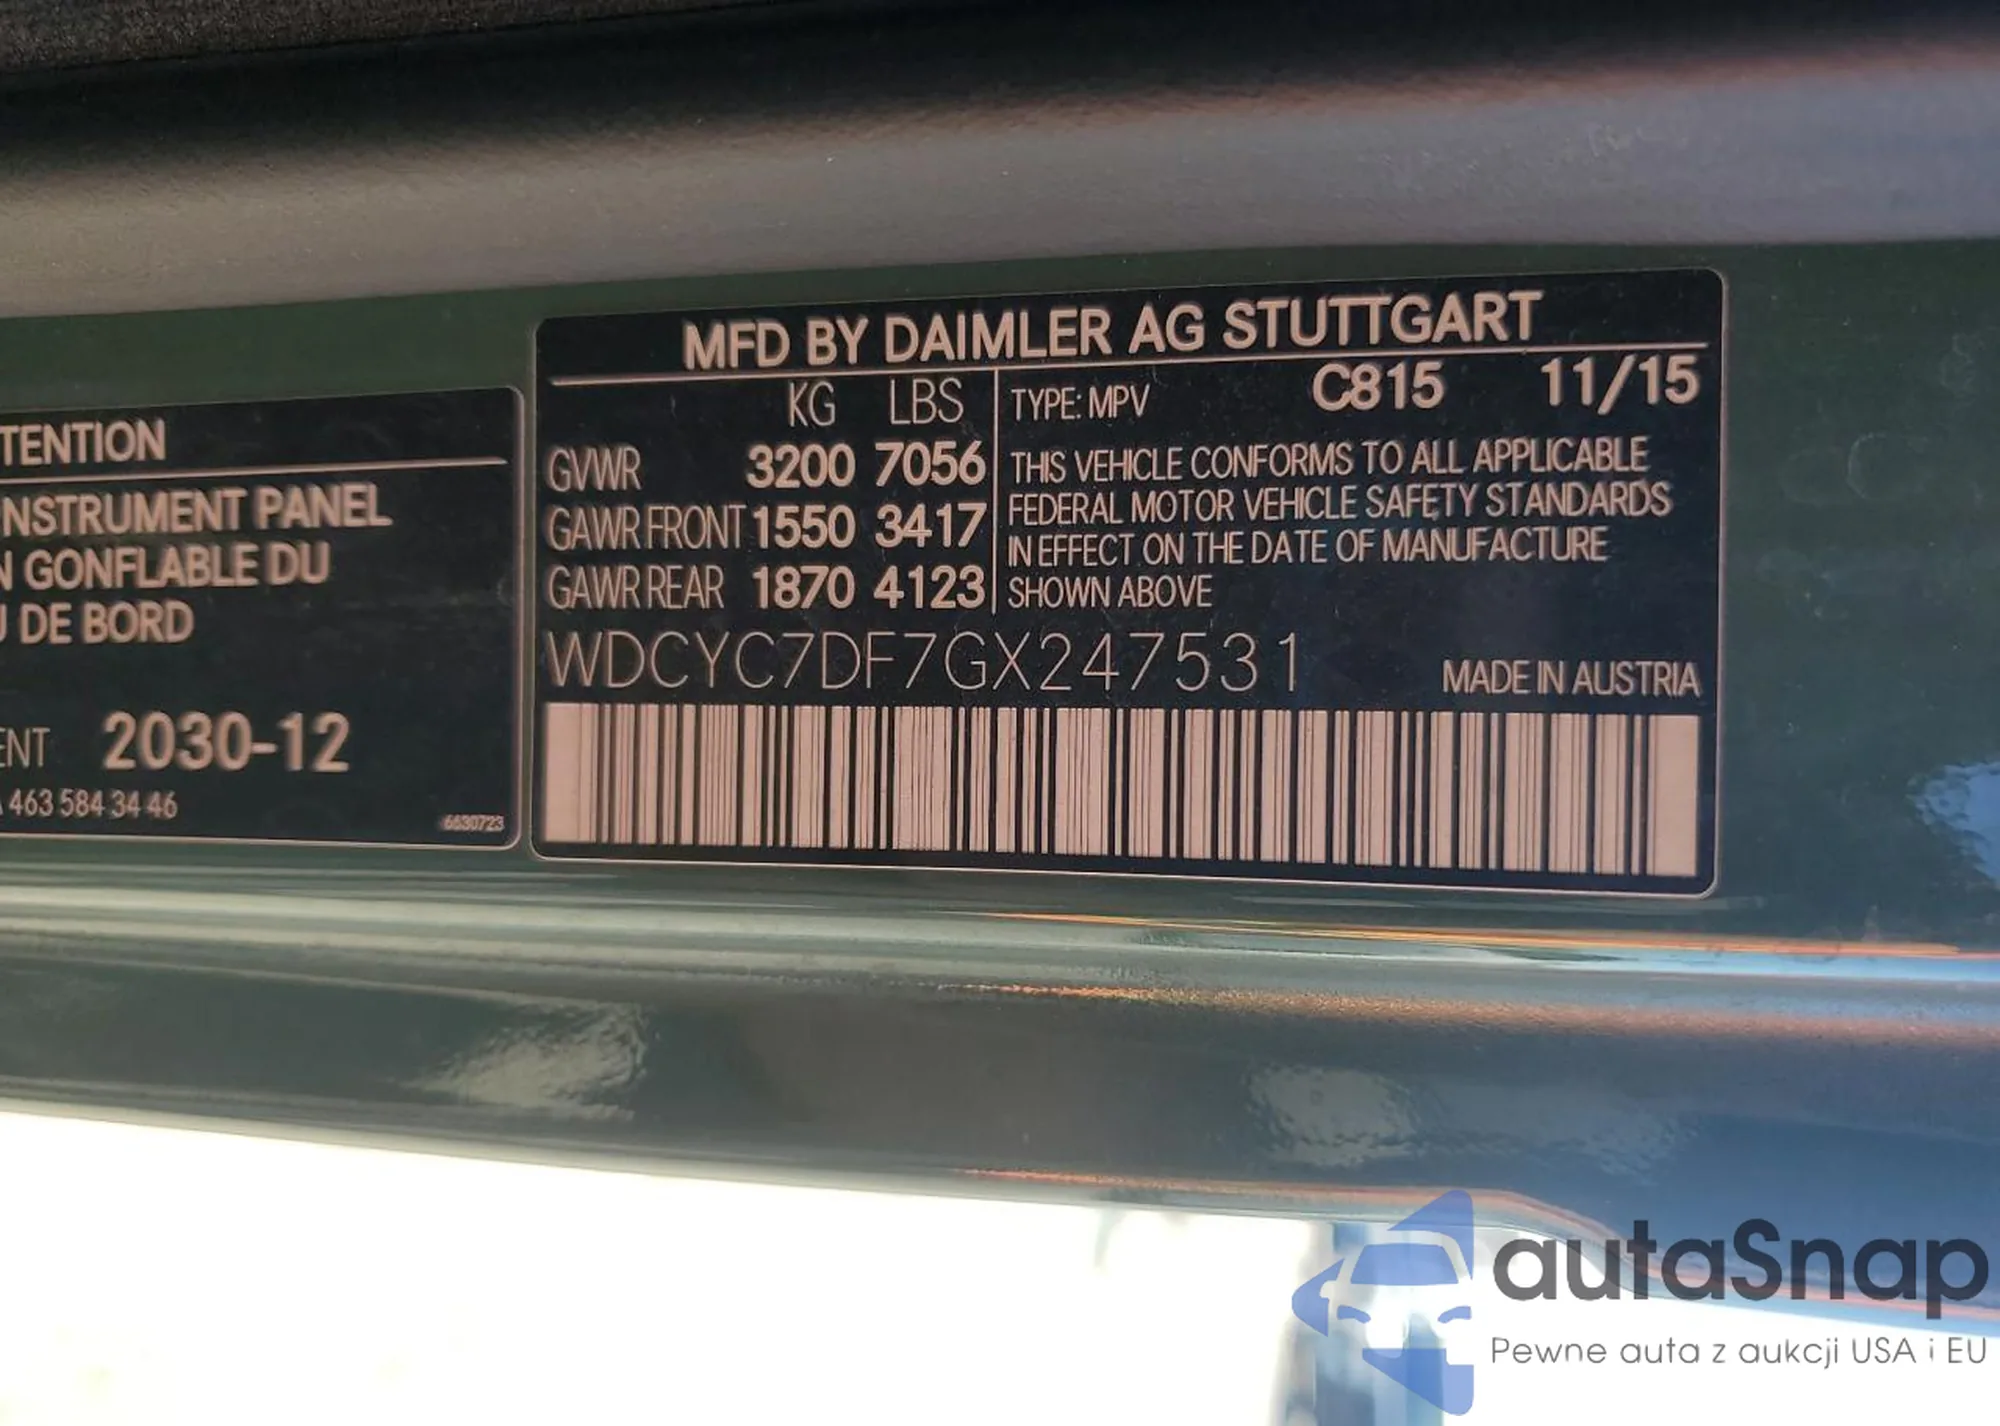 TENTION
NSTRUMENT PANEL
N GONFLABLE DU
U DE BORD
ENT 2030-12
A 463 584 34 46
6630723
MFD BY DAIMLER AG STUTTGART
KG LBS
GVWR 3200 7056
GAWR FRONT 1550 3417
GAWR REAR 1870 4123
TYPE: MPV C815 11/15
THIS VEHICLE CONFORMS TO ALL APPLICABLE
FEDERAL MOTOR VEHICLE SAFETY STANDARDS
IN EFFECT ON THE DATE OF MANUFACTURE
SHOWN ABOVE
WDCYC7DF7GX247531
MADE IN AUSTRIA
autaSnap
Pewne auta z aukcji USA i EU